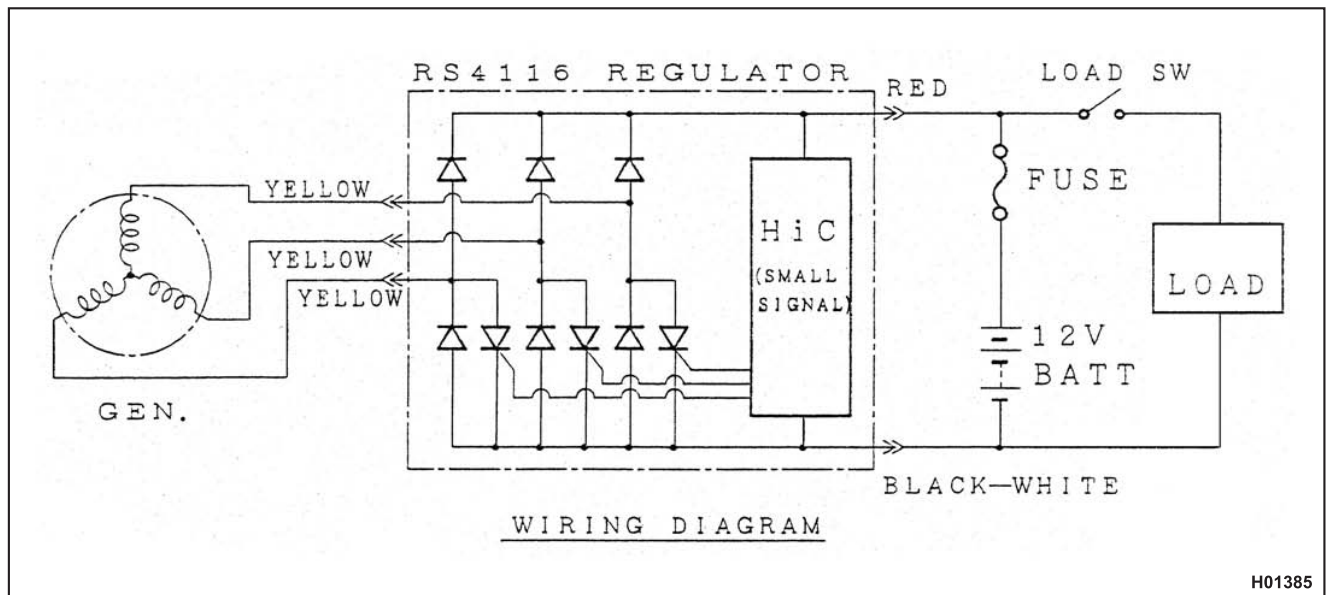 RS4116 REGULATOR
RED
LOAD SW
YELLOW
YELLOW
YELLOW
GEN.
HiC
(SMALL
SIGNAL)
FUSE
12V
BATT
LOAD
BLACK—WHITE
WIRING DIAGRAM
H01385